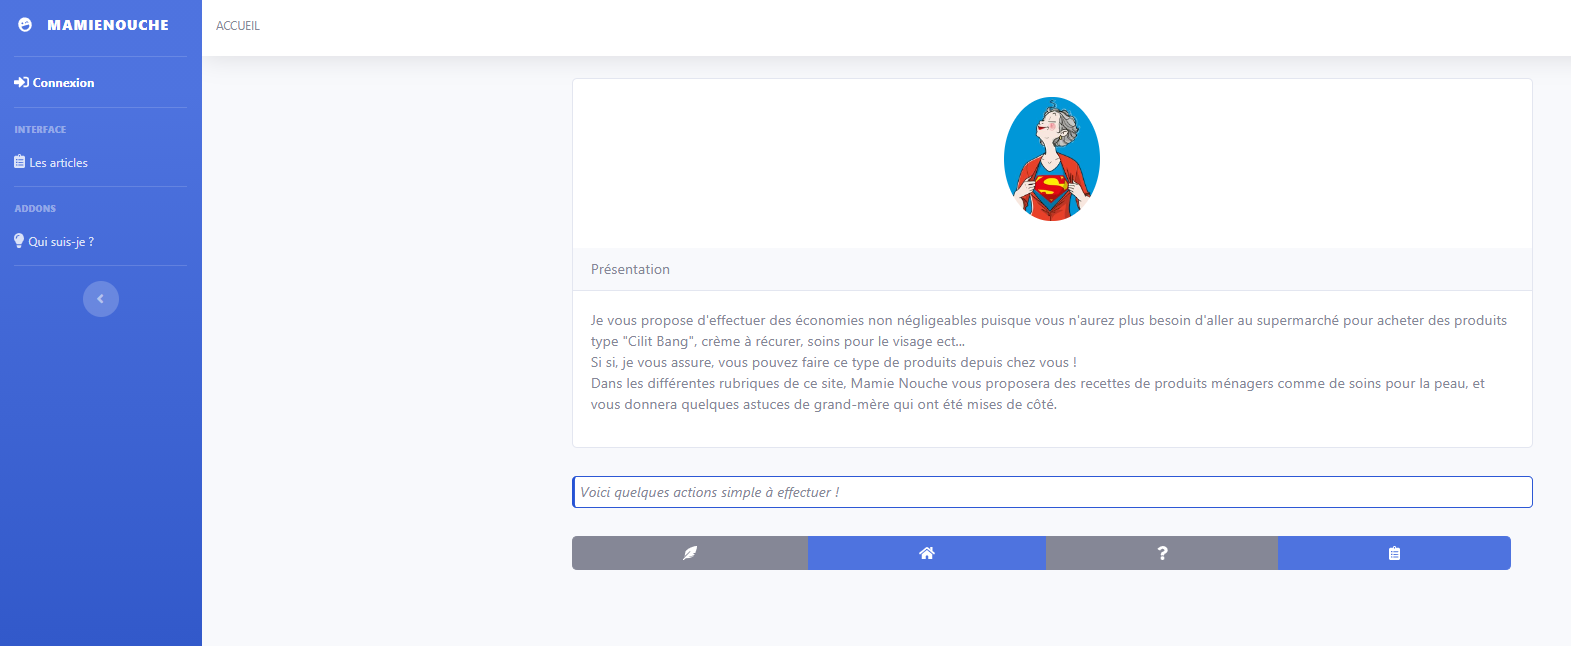 MAMIENOUCHE
Connexion
INTERFACE
Les articles
ADDONS
Qui suis-je ?
ACCUEIL
Présentation
Je vous propose d'effectuer des économies non négligeables puisque vous n'aurez plus besoin d'aller au supermarché pour acheter des produits
type "Cilit Bang", crème à récurer, soins pour le visage ect...
Si si, je vous assure, vous pouvez faire ce type de produits depuis chez vous !
Dans les différentes rubriques de ce site, Mamie Nouche vous proposera des recettes de produits ménagers comme de soins pour la peau, et
vous donnera quelques astuces de grand-mère qui ont été mises de côté.
Voici quelques actions simple à effectuer !